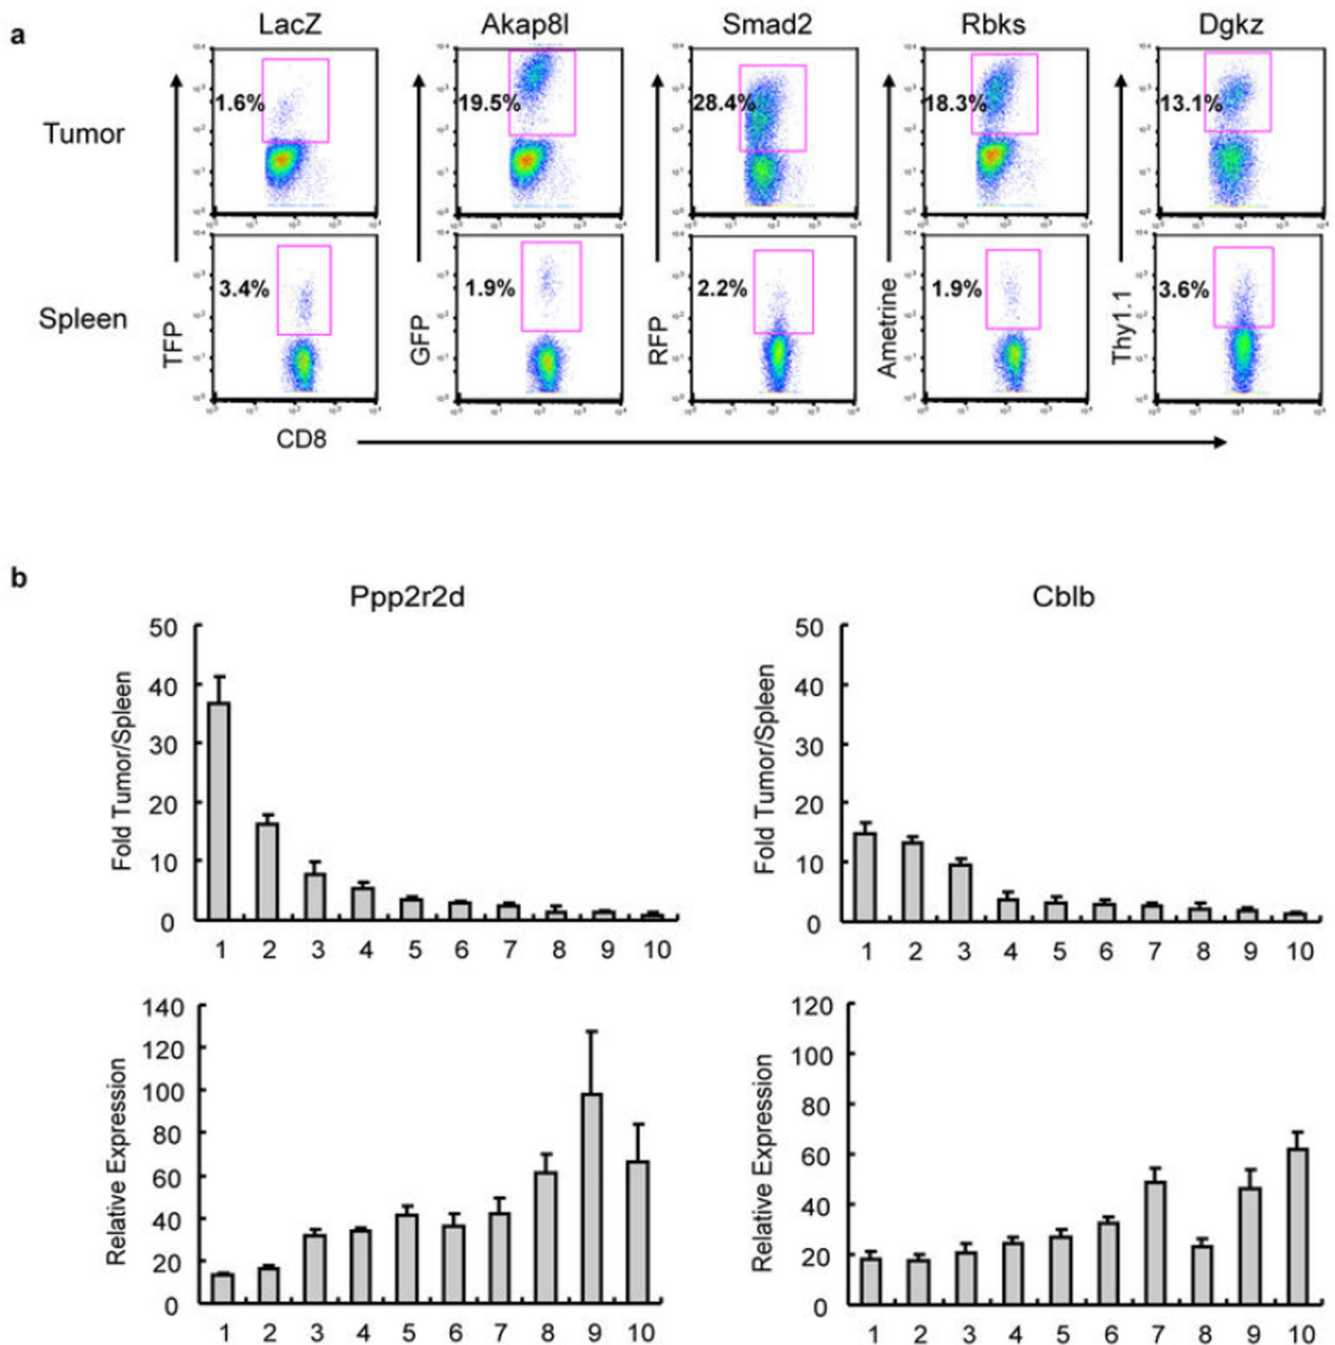 a
LacZ Akap8l Smad2 Rbks Dgkz
Tumor
1.6% 19.5% 28.4% 18.3% 13.1%
Spleen
3.4% 1.9% 2.2% 1.9% 3.6%
TFP GFP RFP Ametrine Thy1.1
CD8
b
Ppp2r2d Cblb
Fold Tumor/Spleen
50
40
30
20
10
0
1 2 3 4 5 6 7 8 9 10
Fold Tumor/Spleen
50
40
30
20
10
0
1 2 3 4 5 6 7 8 9 10
Relative Expression
140
120
100
80
60
40
20
0
1 2 3 4 5 6 7 8 9 10
Relative Expression
120
100
80
60
40
20
0
1 2 3 4 5 6 7 8 9 10